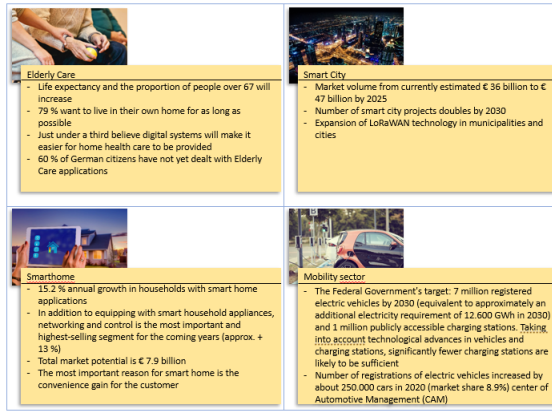 Elderly Care
- Life expectancy and the proportion of people over 67 will
increase
- 79 % want to live in their own home for as long as
possible
- Just under a third believe digital systems will make it
easier for home health care to be provided
- 60 % of German citizens have not yet dealt with Elderly
Care applications
Smart City
- Market volume from currently estimated € 36 billion to €
47 billion by 2025
- Number of smart city projects doubles by 2030
- Expansion of LoRaWAN technology in municipalities and
cities
Smarthome
- 15.2 % annual growth in households with smart home
applications
- In addition to equipping with smart household appliances,
networking and control is the most important and
highest-selling segment for the coming years (approx. +
13 %)
- Total market potential is € 7.9 billion
- The most important reason for smart home is the
convenience gain for the customer
Mobility sector
- The Federal Government's target: 7 million registered
electric vehicles by 2030 (equivalent to approximately an
additional electricity requirement of 12.600 GWh in 2030)
and 1 million publicly accessible charging stations. Taking
into account technological advances in vehicles and
charging stations, significantly fewer charging stations are
likely to be sufficient
- Number of registrations of electric vehicles increased by
about 250.000 cars in 2020 (market share 8.9%) center of
Automotive Management (CAM)